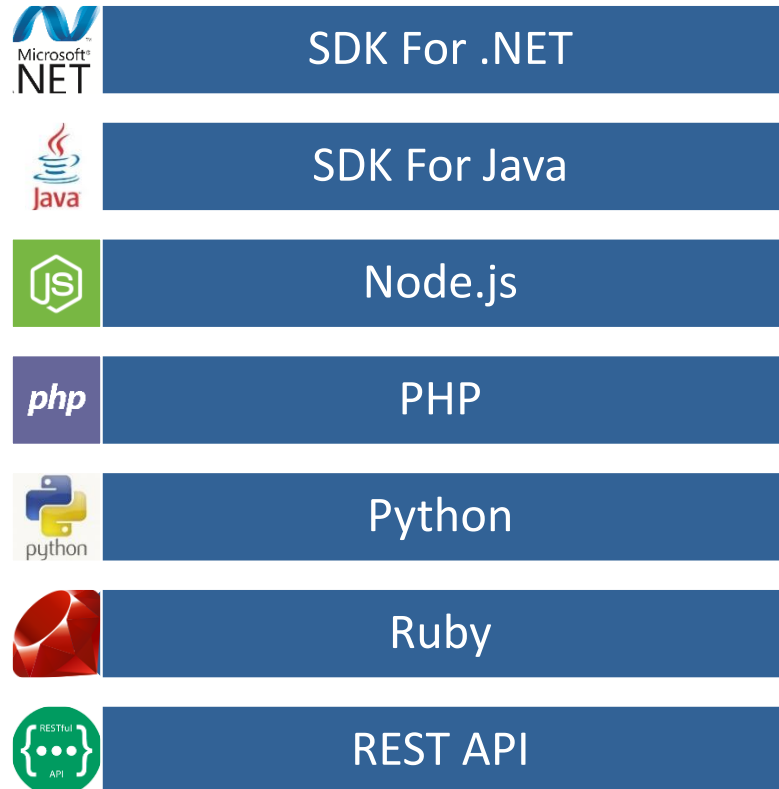 Microsoft®
.NET
SDK For .NET
Java
SDK For Java
JS
Node.js
php
PHP
python
Python
Ruby
RESTful
{•••}
API
REST API